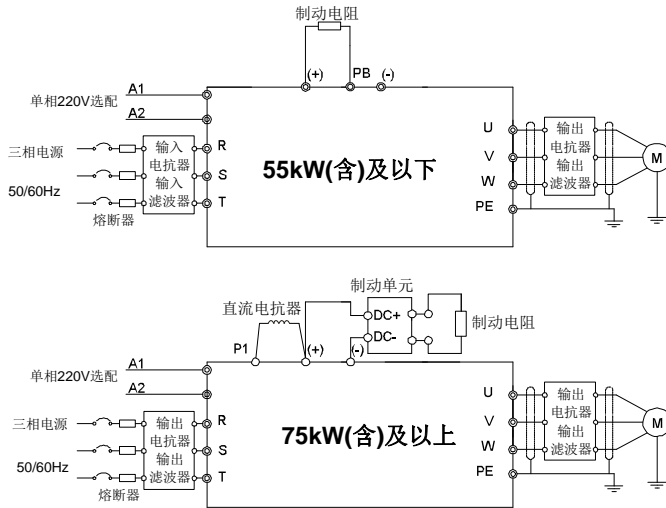 制动电阻
(+) PB (-)
A1
单相220V选配
A2
三相电源
50/60Hz
熔断器
输入
电抗器
输入
滤波器
R
S
T
55kW(含)及以下
U
V
W
PE
输出
电抗器
输出
滤波器
M
制动单元
直流电抗器
DC+
DC-
制动电阻
P1 (+) (-)
A1
单相220V选配
A2
三相电源
50/60Hz
熔断器
输出
电抗器
输出
滤波器
R
S
T
75kW(含)及以上
U
V
W
PE
输出
电抗器
输出
滤波器
M